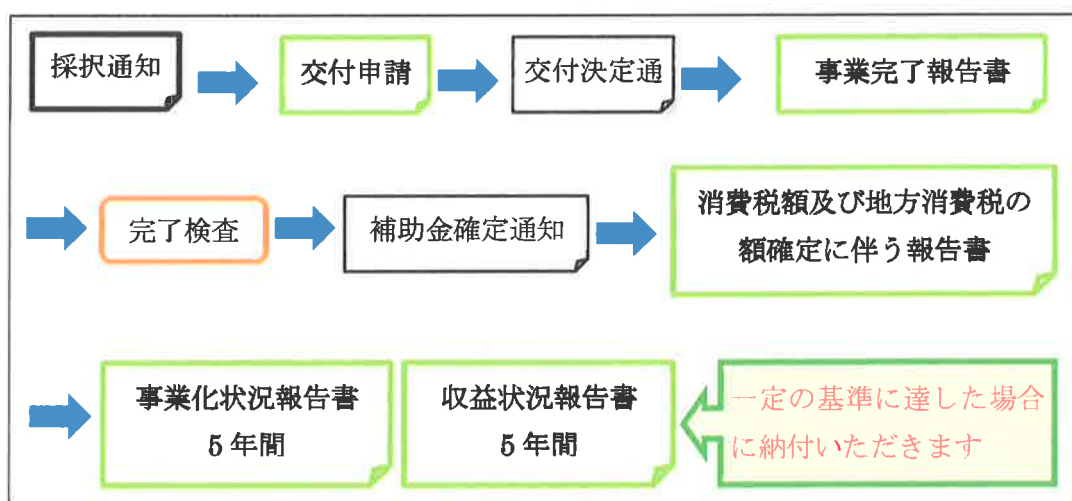 採択通知
交付申請
交付決定通
事業完了報告書
完了検査
補助金確定通知
消費税額及び地方消費税の
額確定に伴う報告書
事業化状況報告書
5年間
収益状況報告書
5年間
一定の基準に達した場合
に納付いただきます